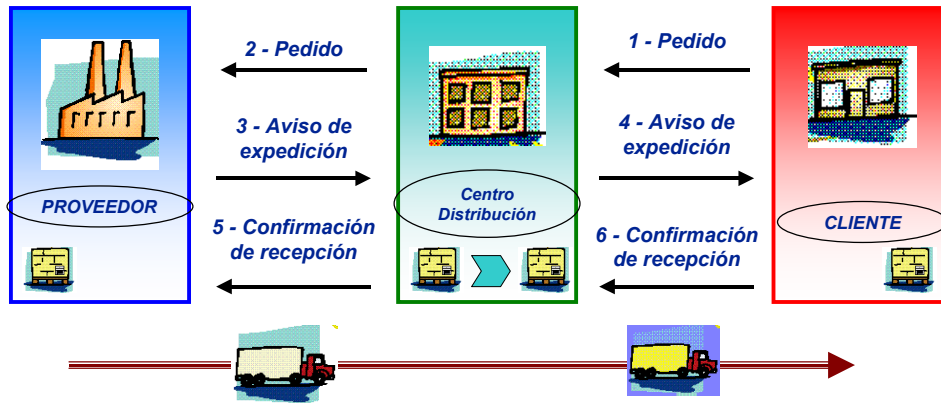 2 - Pedido
1 - Pedido
3 - Aviso de
expedición
4 - Aviso de
expedición
PROVEEDOR
Centro
Distribución
CLIENTE
5 - Confirmación
de recepción
6 - Confirmación
de recepción